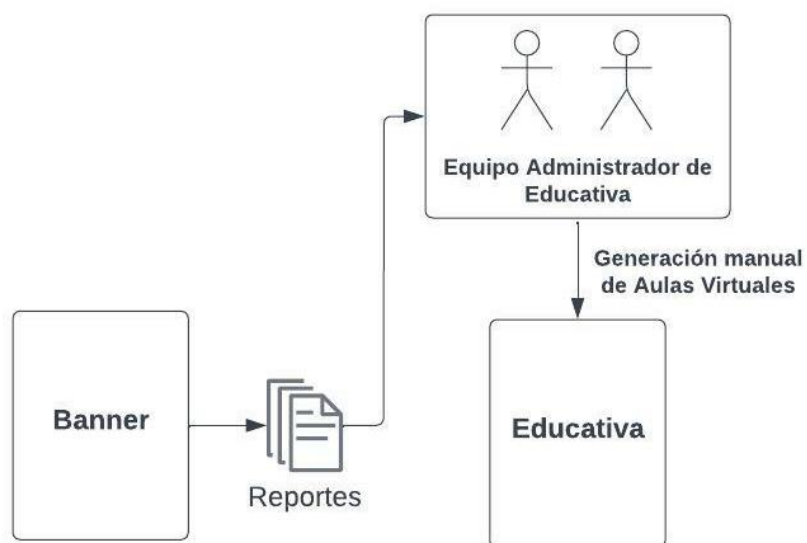 Equipo Administrador de
Educativa
Generación manual
de Aulas Virtuales
Banner
Reportes
Educativa